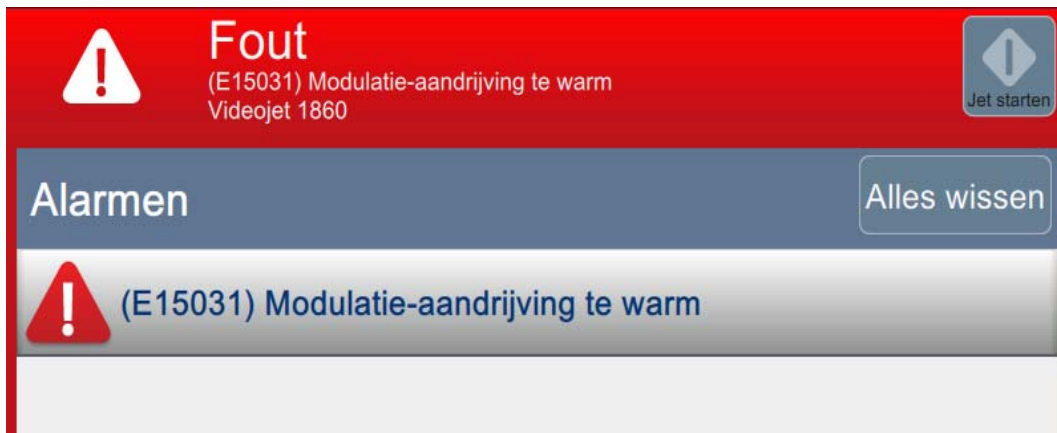 Fout
(E15031) Modulatie-aandrijving te warm
Videojet 1860
Jet starten
Alarmen
Alles wissen
(E15031) Modulatie-aandrijving te warm